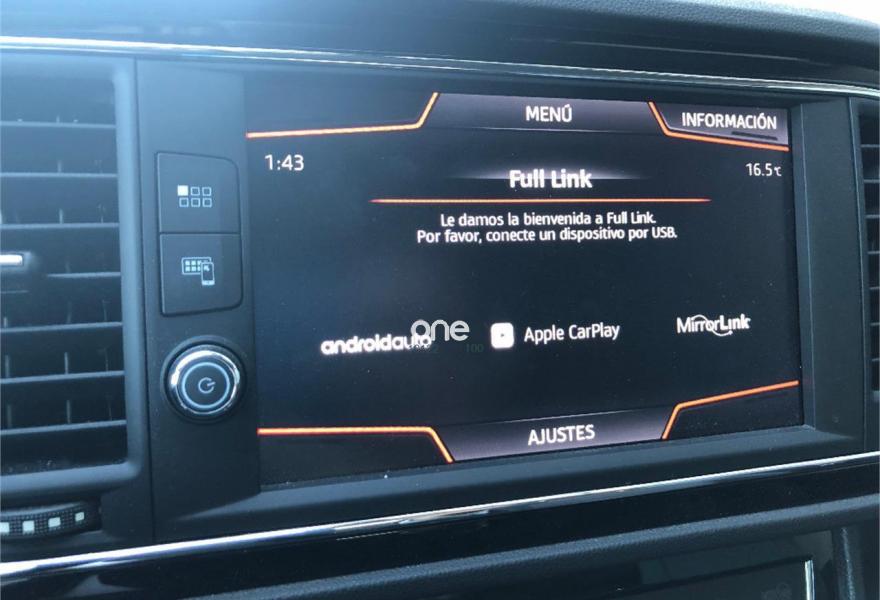 MENÚ
INFORMACIÓN
1:43
16.5°C
Full Link
Le damos la bienvenida a Full Link.
Por favor, conecte un dispositivo por USB.
androidauto
one
Apple CarPlay
MirrorLink
AJUSTES